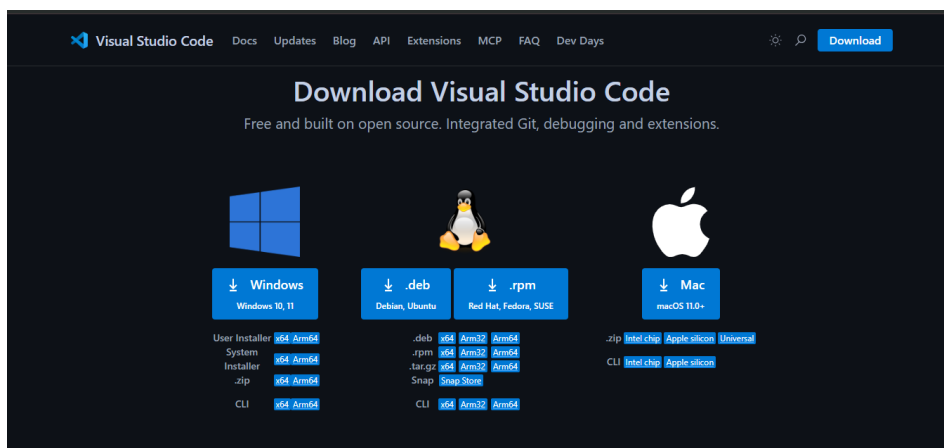 Visual Studio Code Docs Updates Blog API Extensions MCP FAQ Dev Days Download
Download Visual Studio Code
Free and built on open source. Integrated Git, debugging and extensions.
Windows
Windows 10, 11
User Installer x64 Arm64
System
Installer x64 Arm64
.zip x64 Arm64
CLI x64 Arm64
.deb
Debian, Ubuntu
.rpm
Red Hat, Fedora, SUSE
.deb x64 Arm32 Arm64
.rpm x64 Arm32 Arm64
.tar.gz x64 Arm32 Arm64
Snap Snap Store
CLI x64 Arm32 Arm64
Mac
macOS 11.0+
.zip Intel chip Apple silicon Universal
CLI Intel chip Apple silicon